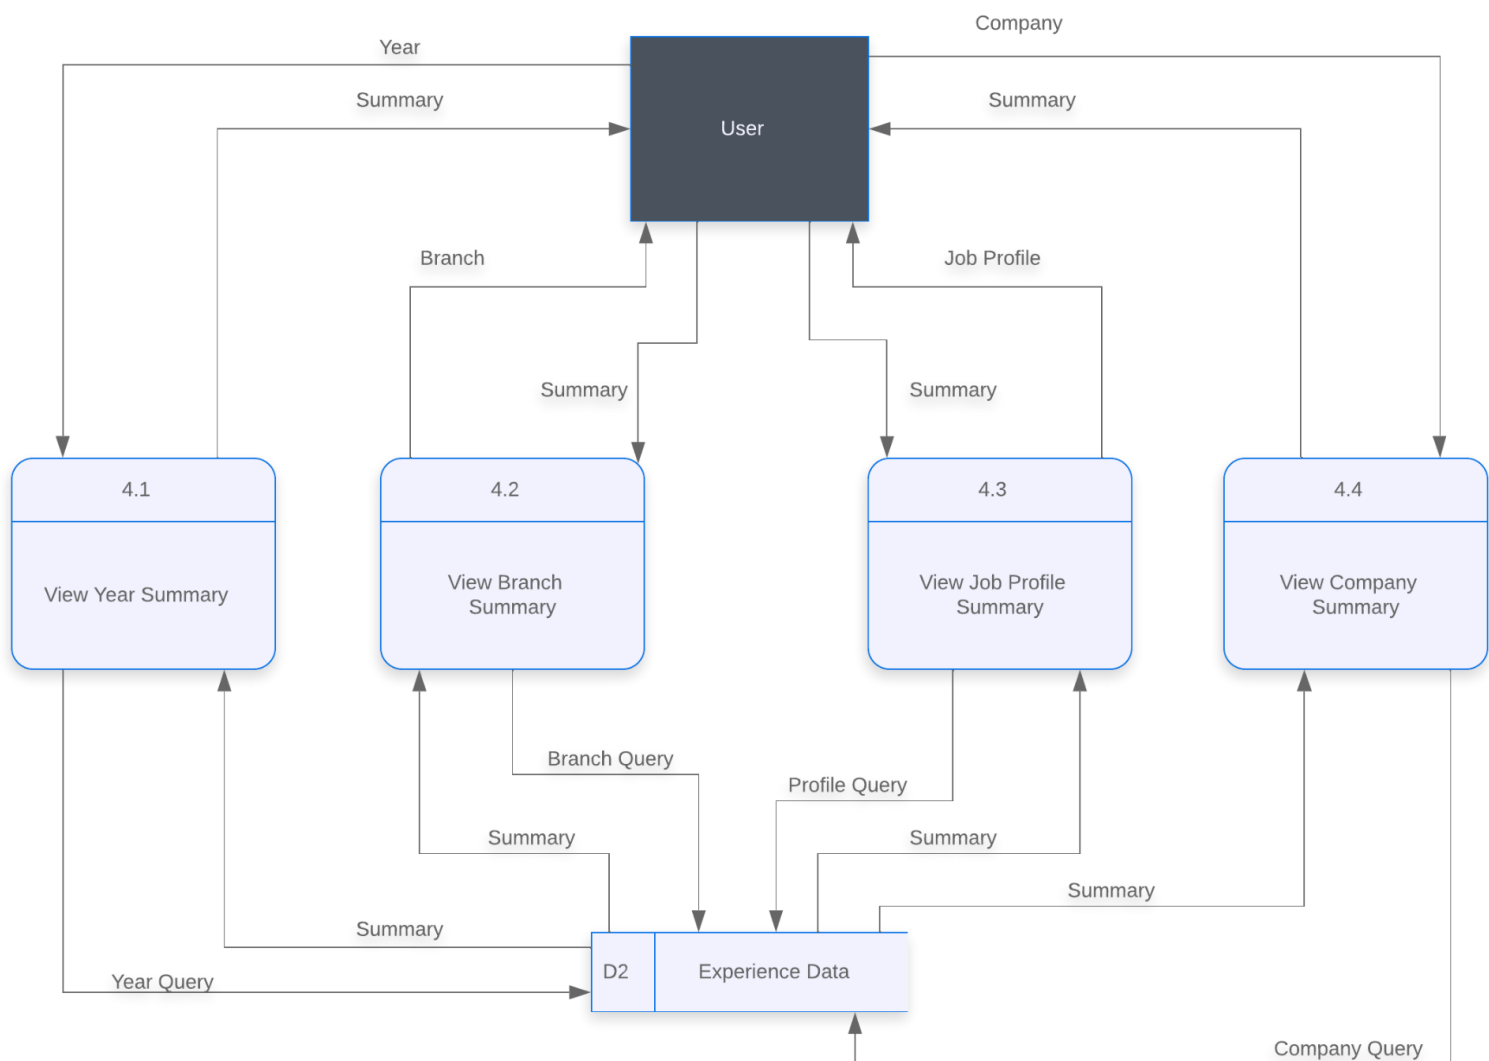 Company
Year
Summary
Summary
User
Branch
Job Profile
Summary
Summary
4.1
4.2
4.3
4.4
View Year Summary
View Branch
Summary
View Job Profile
Summary
View Company
Summary
Branch Query
Profile Query
Summary
Summary
Summary
Summary
D2
Experience Data
Year Query
Company Query